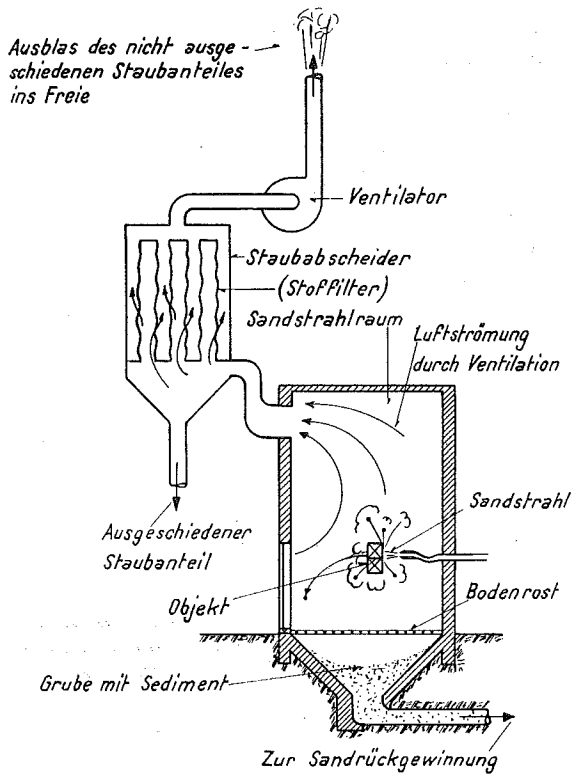 Ausblas des nicht ausge-
schiedenen Staubanteiles
ins Freie
Ventilator
Staubabscheider
(Stoffilter)
Sandstrahlraum
Luftströmung
durch Ventilation
Ausgeschiedener
Staubanteil
Sandstrahl
Objekt
Bodenrost
Grube mit Sediment
Zur Sandrückgewinnung